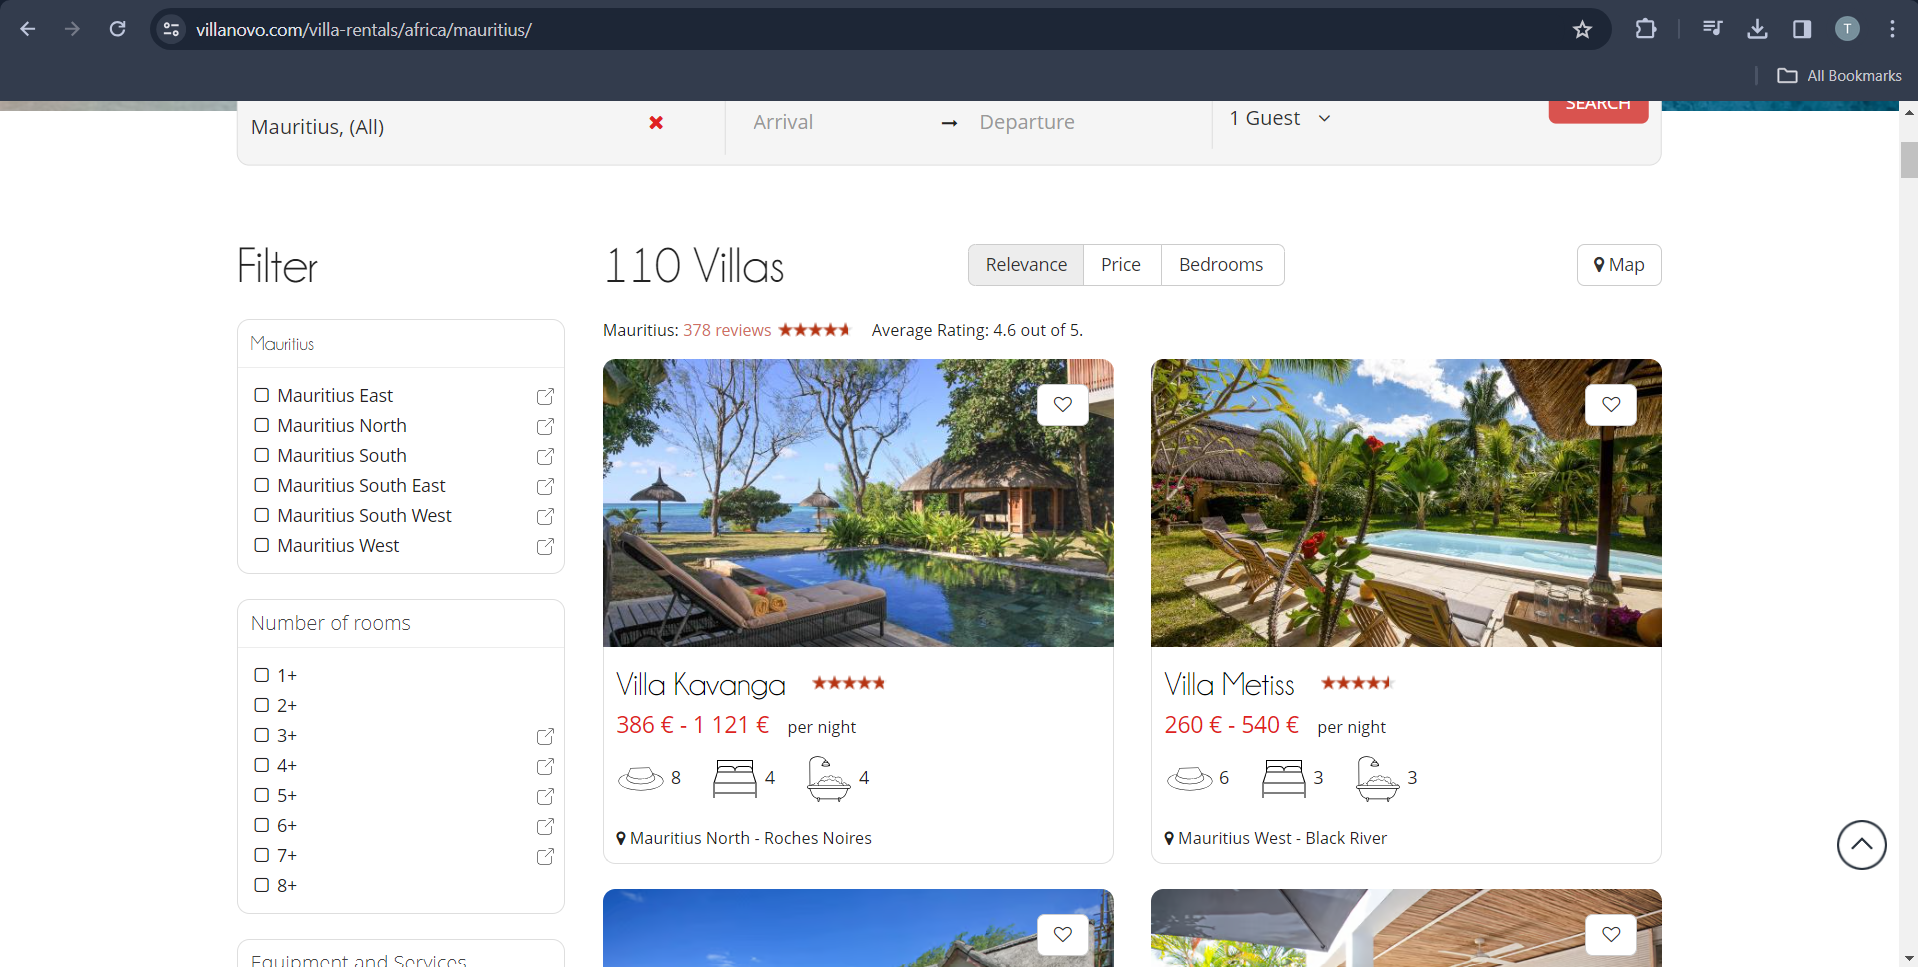 villanovo.com/villa-rentals/africa/mauritius/
T
All Bookmarks
Mauritius, (All)
Arrival
Departure
1 Guest
SEARCH
Filter
110 Villas
Relevance
Price
Bedrooms
Map
Mauritius: 378 reviews
Average Rating: 4.6 out of 5.
Mauritius
Mauritius East
Mauritius North
Mauritius South
Mauritius South East
Mauritius South West
Mauritius West
Number of rooms
1+
2+
3+
4+
5+
6+
7+
8+
Equipment and Services
Villa Kavanga
386 € - 1 121 € per night
8
4
4
Mauritius North - Roches Noires
Villa Metiss
260 € - 540 € per night
6
3
3
Mauritius West - Black River